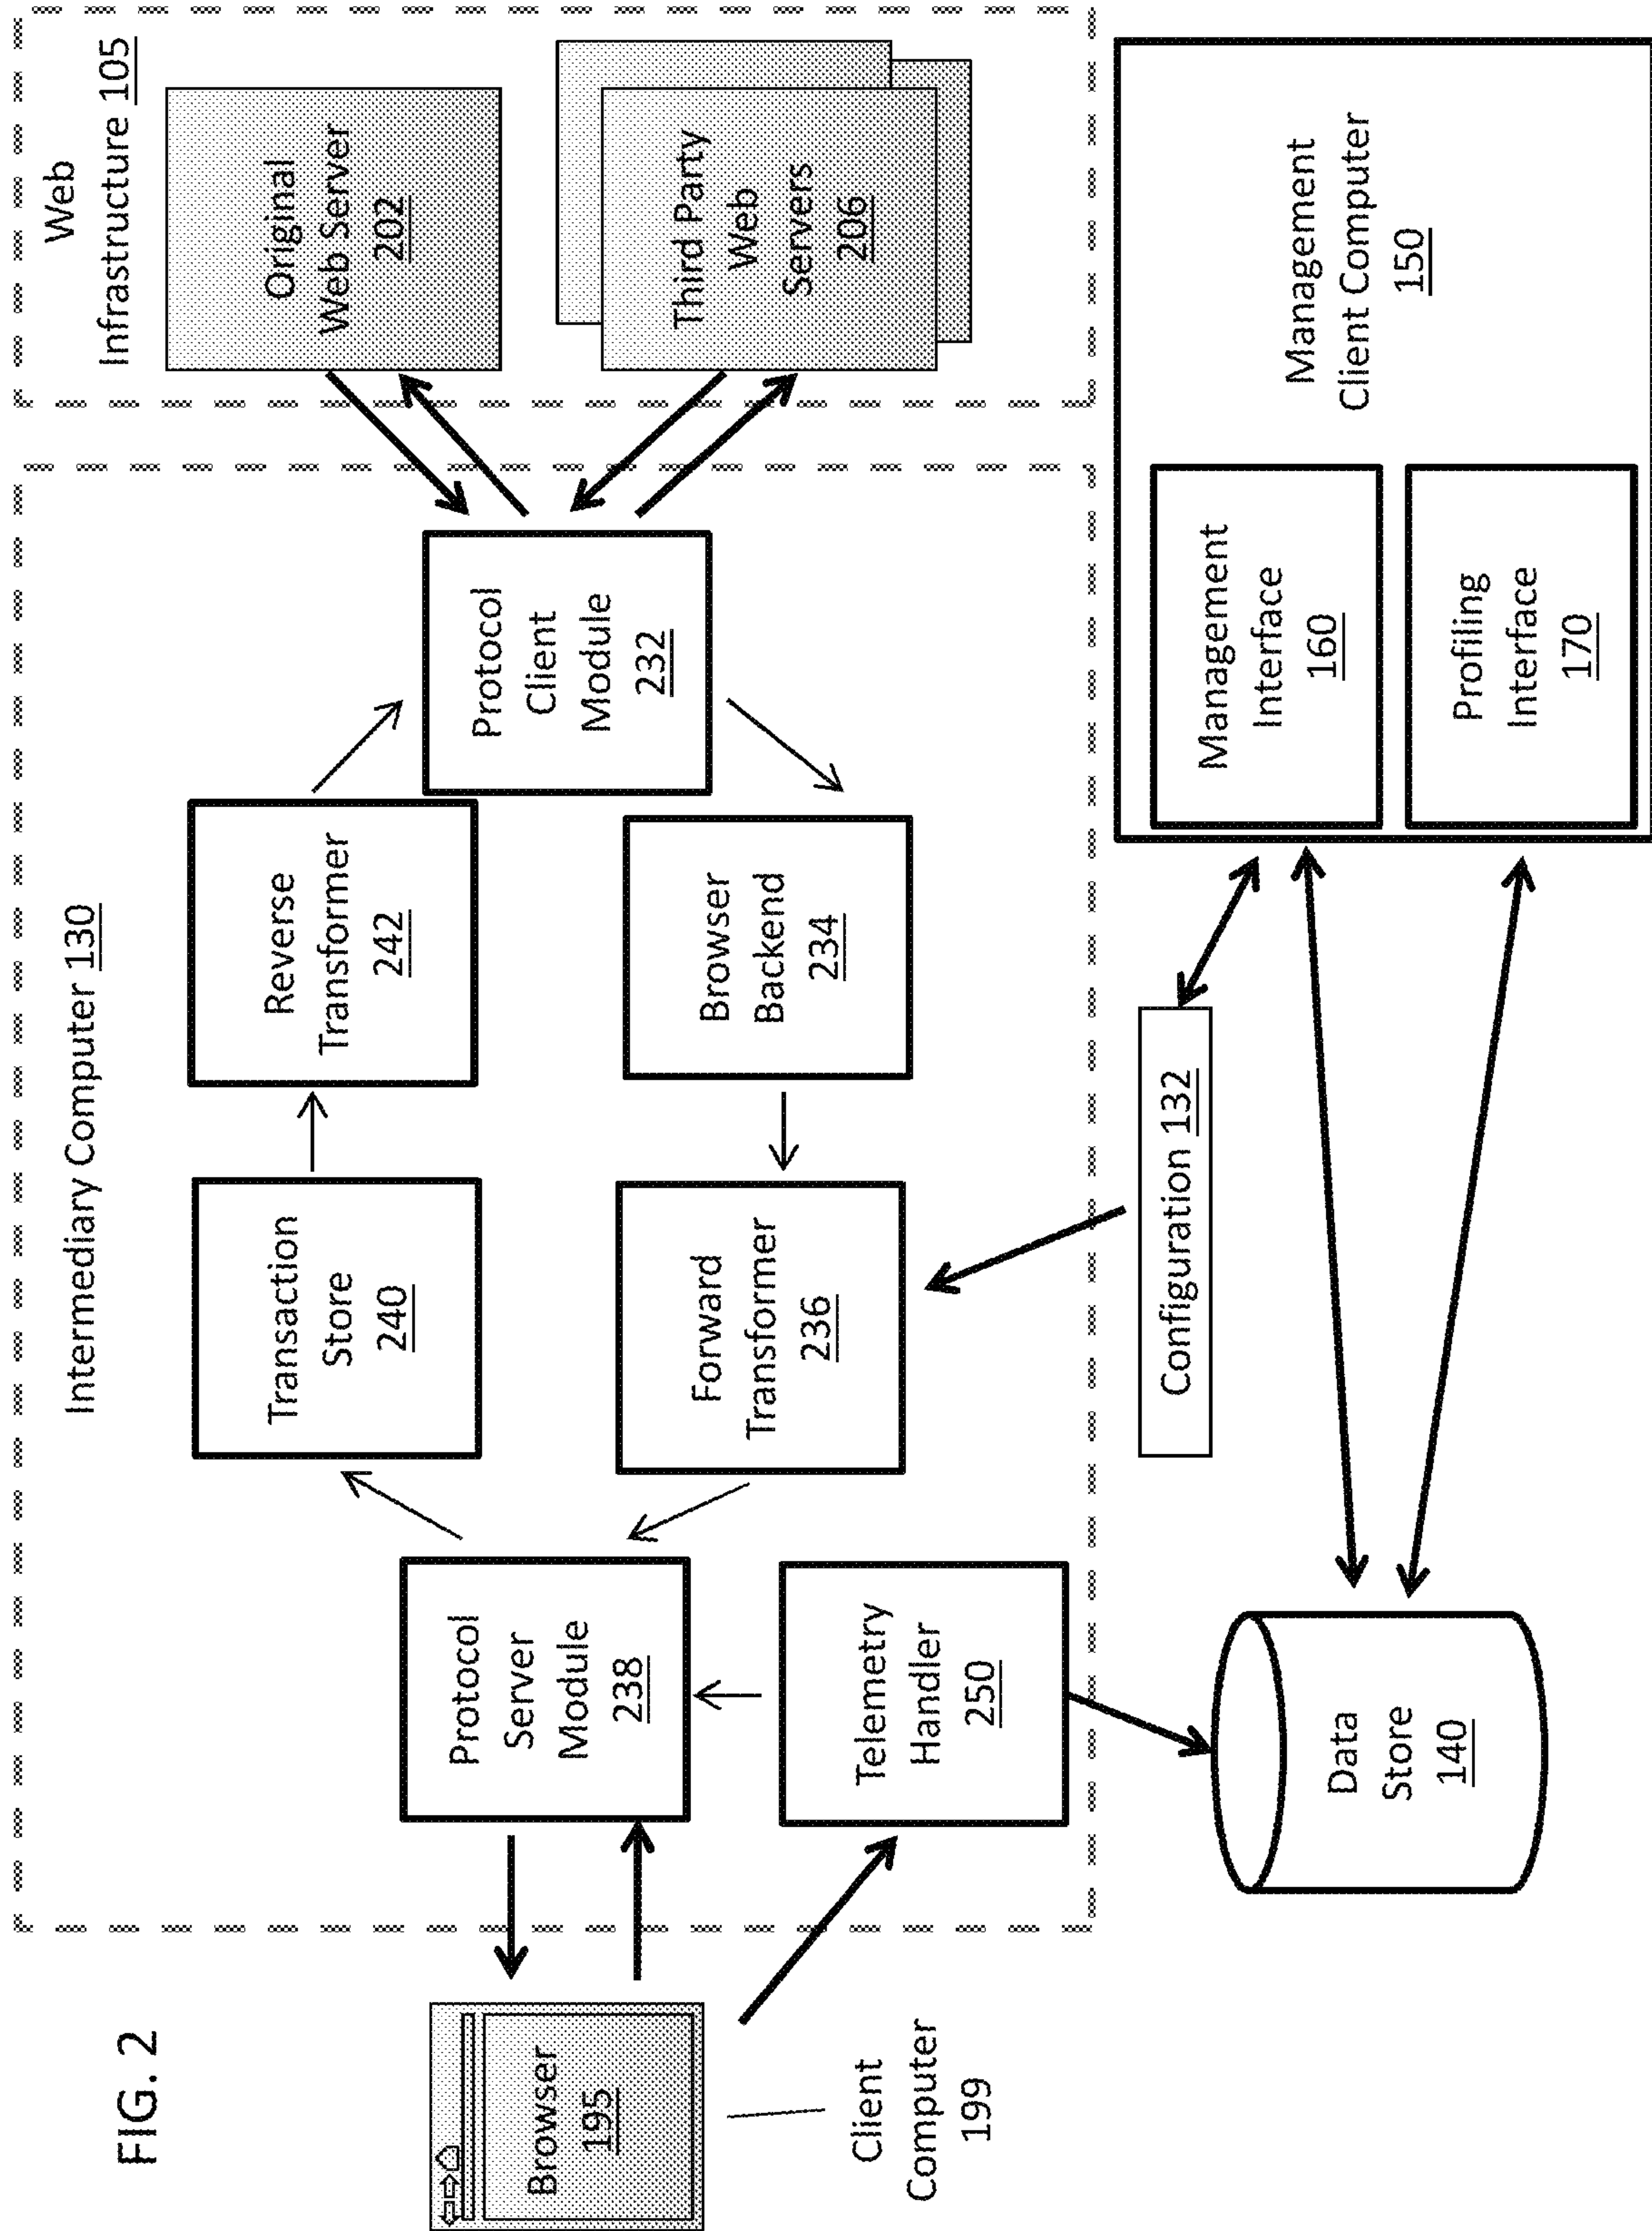 FIG. 2
Web
Infrastructure 105
Intermediary Computer 130
Original
Web Server
202
Third Party
Web
Servers
206
Protocol
Client
Module
232
Reverse
Transformer
242
Transaction
Store
240
Browser
Backend
234
Forward
Transformer
236
Protocol
Server
Module
238
Telemetry
Handler
250
Browser
195
Client
Computer
199
Data
Store
140
Configuration 132
Management
Interface
160
Profiling
Interface
170
Management
Client Computer
150